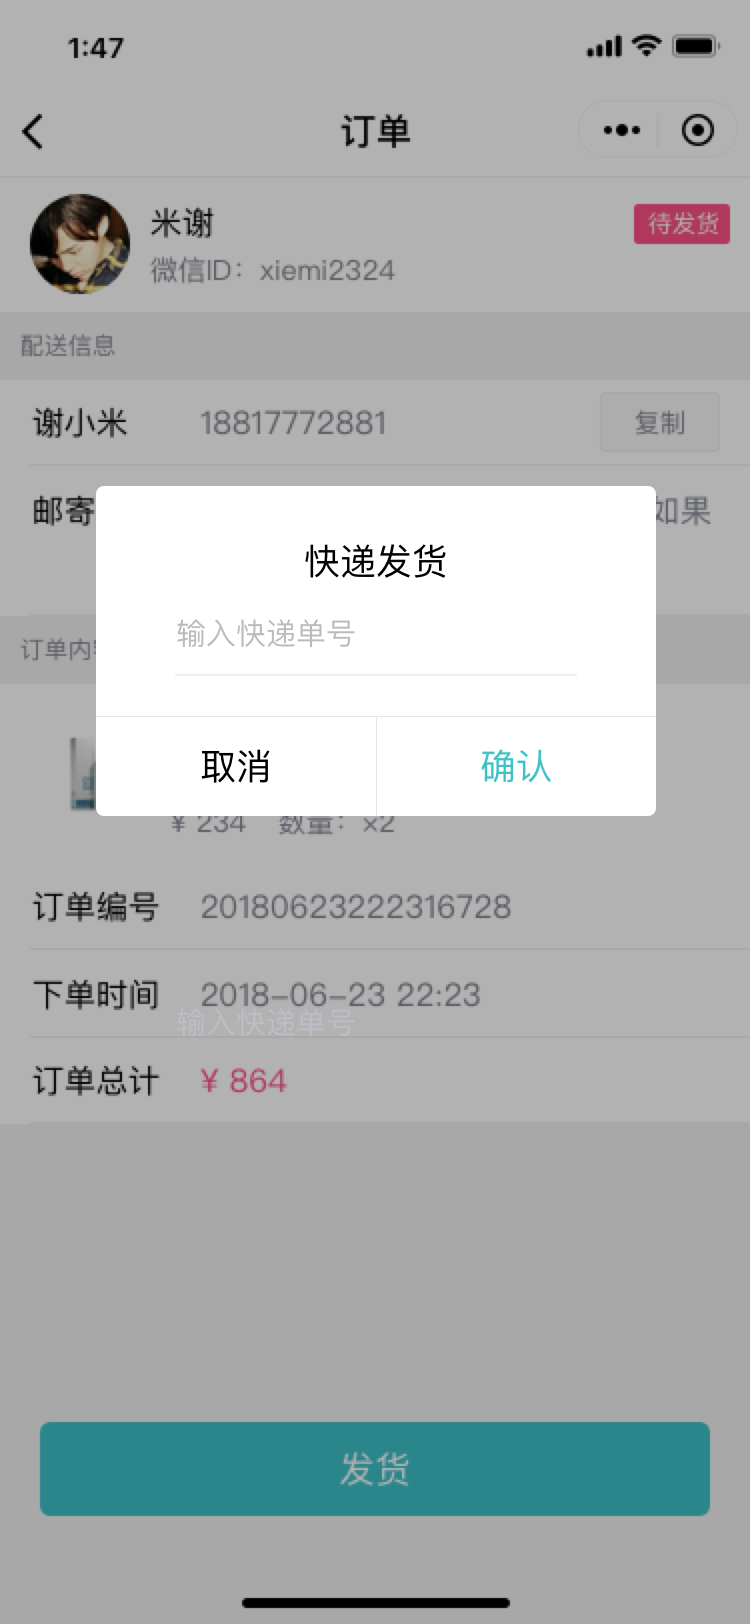 1:47
订单
米谢
待发货
微信ID：xiemi2324
配送信息
谢小米 18817772881 复制
邮寄 如果
快递发货
输入快递单号
订单内
取消 确认
¥ 234 数量：×2
订单编号 20180623222316728
下单时间 2018-06-23 22:23
输入快递单号
订单总计 ¥ 864
发货